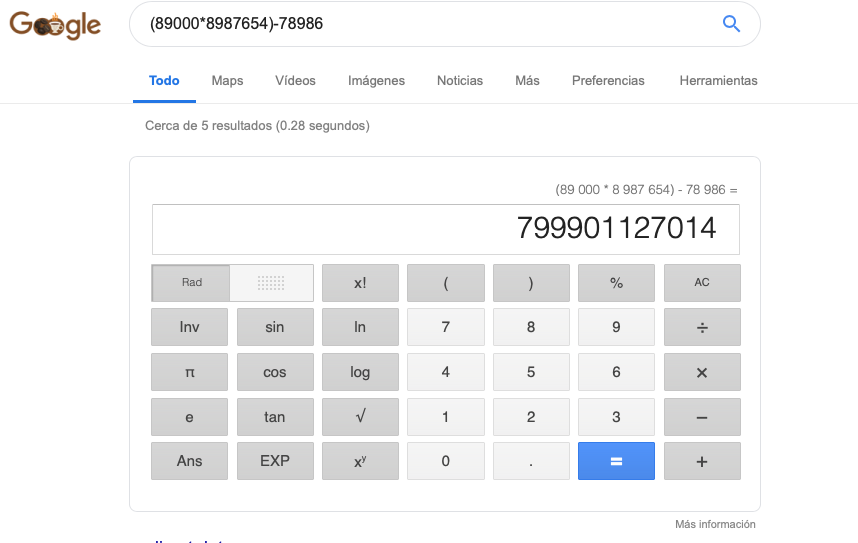 Google
(89000*8987654)-78986
Todo Maps Vídeos Imágenes Noticias Más Preferencias Herramientas
Cerca de 5 resultados (0.28 segundos)
(89 000 * 8 987 654) - 78 986 =
799901127014
Rad x! ( ) % AC
Inv sin ln 7 8 9 ÷
π cos log 4 5 6 ×
e tan √ 1 2 3 −
Ans EXP xʸ 0 . = +
Más información